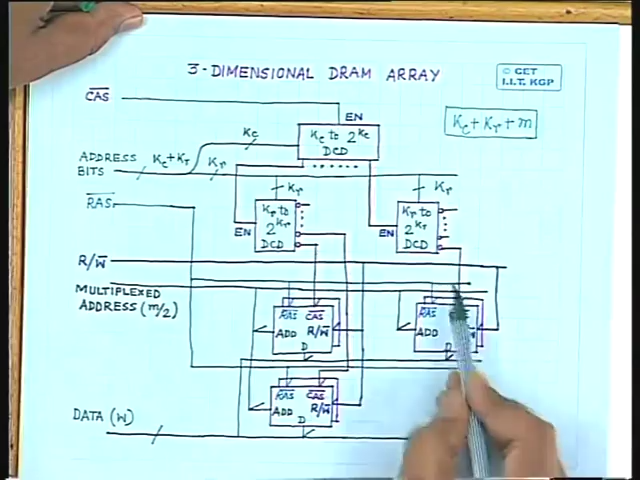 3-DIMENSIONAL DRAM ARRAY
© CET
I.I.T. KGP
CAS
EN
Kc + Kr + m
Kc
Kc to 2^Kc
DCD
ADDRESS
BITS
Kc+Kr
Kr
Kr
Kr
RAS
Kr to
2^Kr
DCD
EN
Kr to
2^Kr
DCD
EN
R/W
MULTIPLEXED
ADDRESS (m/2)
RAS CAS
ADD R/W
D
RAS
ADD
D
RAS CAS
ADD R/W
D
DATA (W)